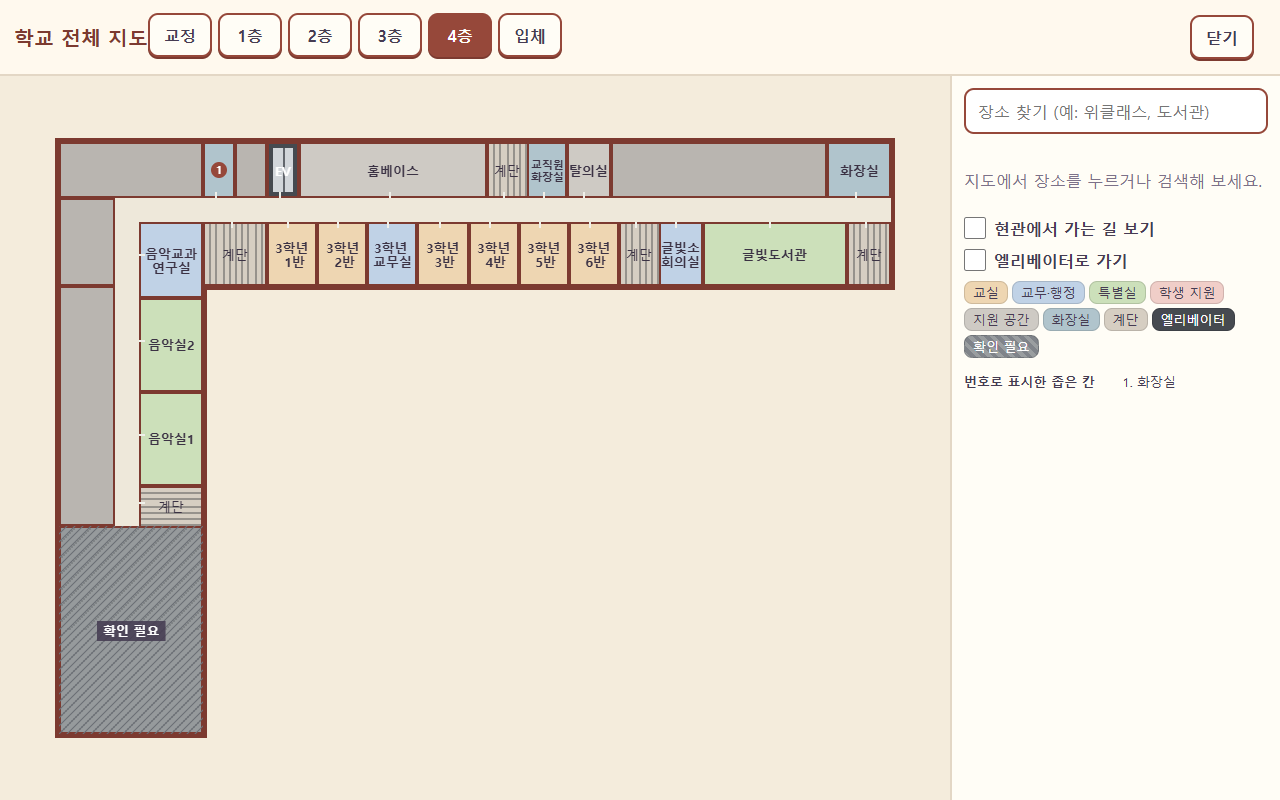 학교 전체 지도
교정
1층
2층
3층
4층
입체
닫기
장소 찾기 (예: 위클래스, 도서관)
지도에서 장소를 누르거나 검색해 보세요.
현관에서 가는 길 보기
엘리베이터로 가기
교실
교무·행정
특별실
학생 지원
지원 공간
화장실
계단
엘리베이터
확인 필요
번호로 표시한 좁은 칸
1. 화장실
1
EV
홈베이스
계단
교직원
화장실
탈의실
화장실
음악교과
연구실
계단
3학년
1반
3학년
2반
3학년
교무실
3학년
3반
3학년
4반
3학년
5반
3학년
6반
계단
글빛소
회의실
글빛도서관
계단
음악실2
음악실1
계단
확인 필요